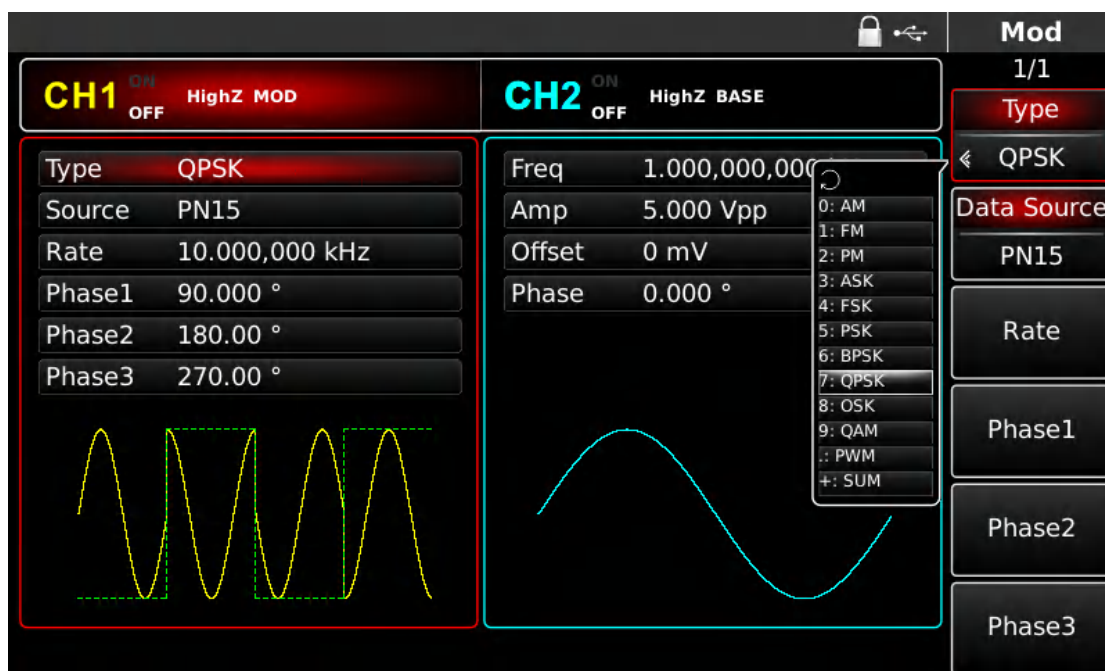 Mod
1/1
CH1 ON OFF HighZ MOD
CH2 ON OFF HighZ BASE
Type QPSK
Source PN15
Rate 10.000,000 kHz
Phase1 90.000 °
Phase2 180.00 °
Phase3 270.00 °
Freq 1.000,000,000
Amp 5.000 Vpp
Offset 0 mV
Phase 0.000 °
0: AM
1: FM
2: PM
3: ASK
4: FSK
5: PSK
6: BPSK
7: QPSK
8: OSK
9: QAM
.: PWM
+: SUM
Type
QPSK
Data Source
PN15
Rate
Phase1
Phase2
Phase3